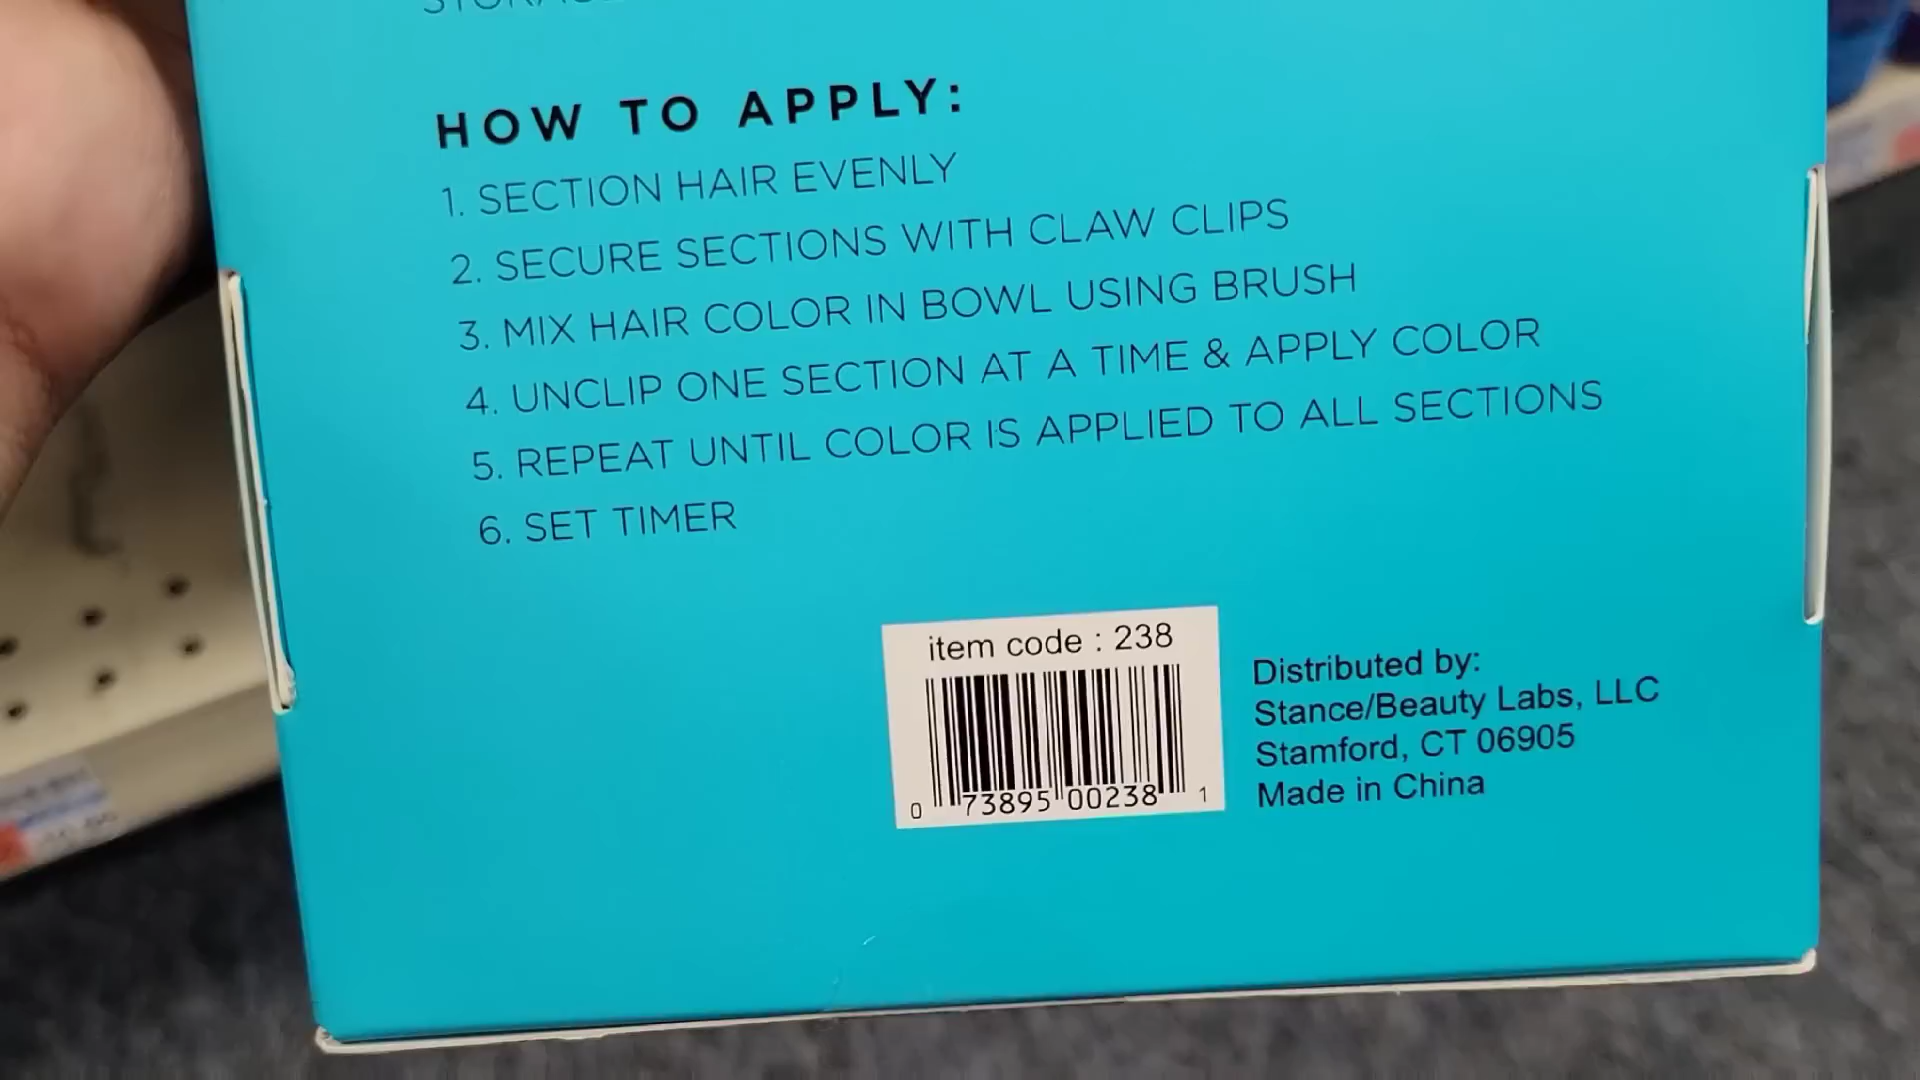 HOW TO APPLY:
1. SECTION HAIR EVENLY
2. SECURE SECTIONS WITH CLAW CLIPS
3. MIX HAIR COLOR IN BOWL USING BRUSH
4. UNCLIP ONE SECTION AT A TIME & APPLY COLOR
5. REPEAT UNTIL COLOR IS APPLIED TO ALL SECTIONS
6. SET TIMER
item code : 238
0 73895 00238 1
Distributed by:
Stance/Beauty Labs, LLC
Stamford, CT 06905
Made in China